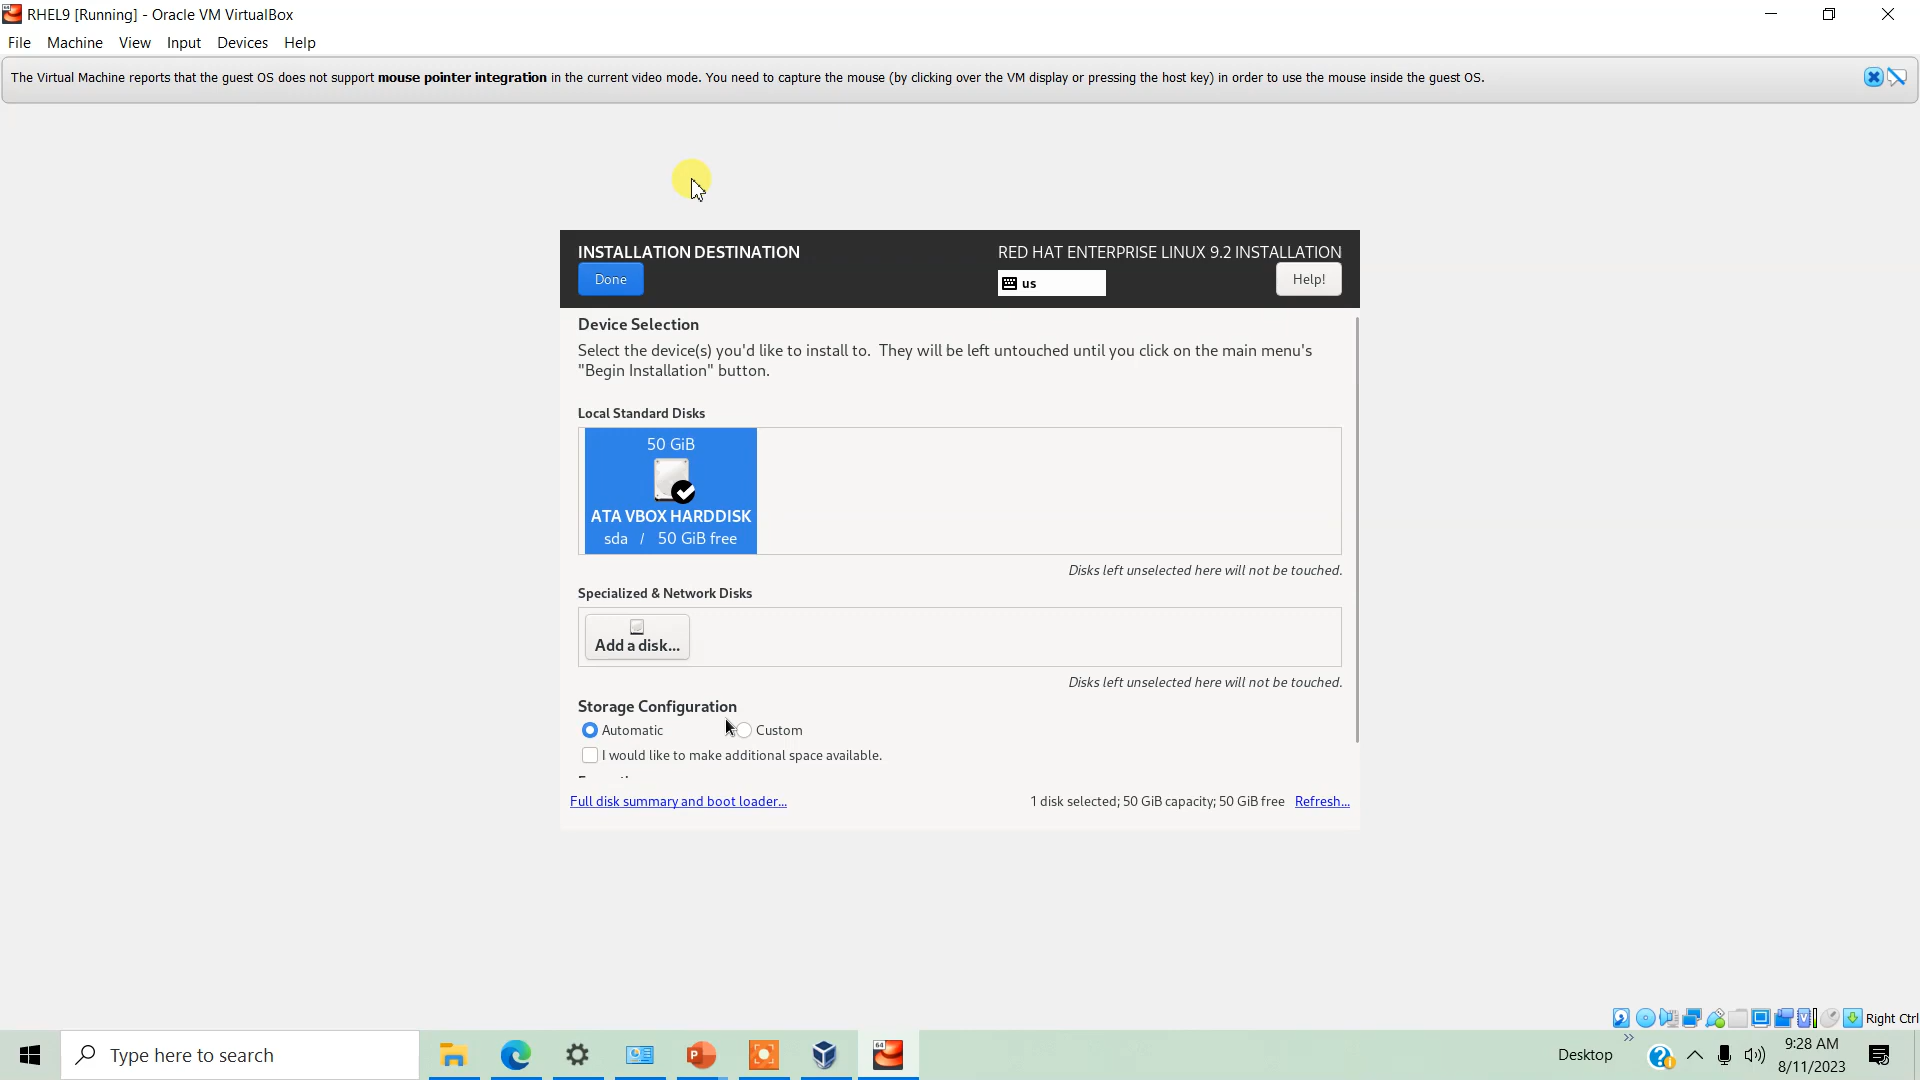 RHEL9 [Running] - Oracle VM VirtualBox
File Machine View Input Devices Help
The Virtual Machine reports that the guest OS does not support mouse pointer integration in the current video mode. You need to capture the mouse (by clicking over the VM display or pressing the host key) in order to use the mouse inside the guest OS.
INSTALLATION DESTINATION
RED HAT ENTERPRISE LINUX 9.2 INSTALLATION
Done
us
Help!
Device Selection
Select the device(s) you'd like to install to. They will be left untouched until you click on the main menu's
"Begin Installation" button.
Local Standard Disks
50 GiB
ATA VBOX HARDDISK
sda / 50 GiB free
Disks left unselected here will not be touched.
Specialized & Network Disks
Add a disk...
Disks left unselected here will not be touched.
Storage Configuration
Automatic Custom
I would like to make additional space available.
Full disk summary and boot loader...
1 disk selected; 50 GiB capacity; 50 GiB free Refresh...
Right Ctrl
Type here to search
Desktop
9:28 AM
8/11/2023